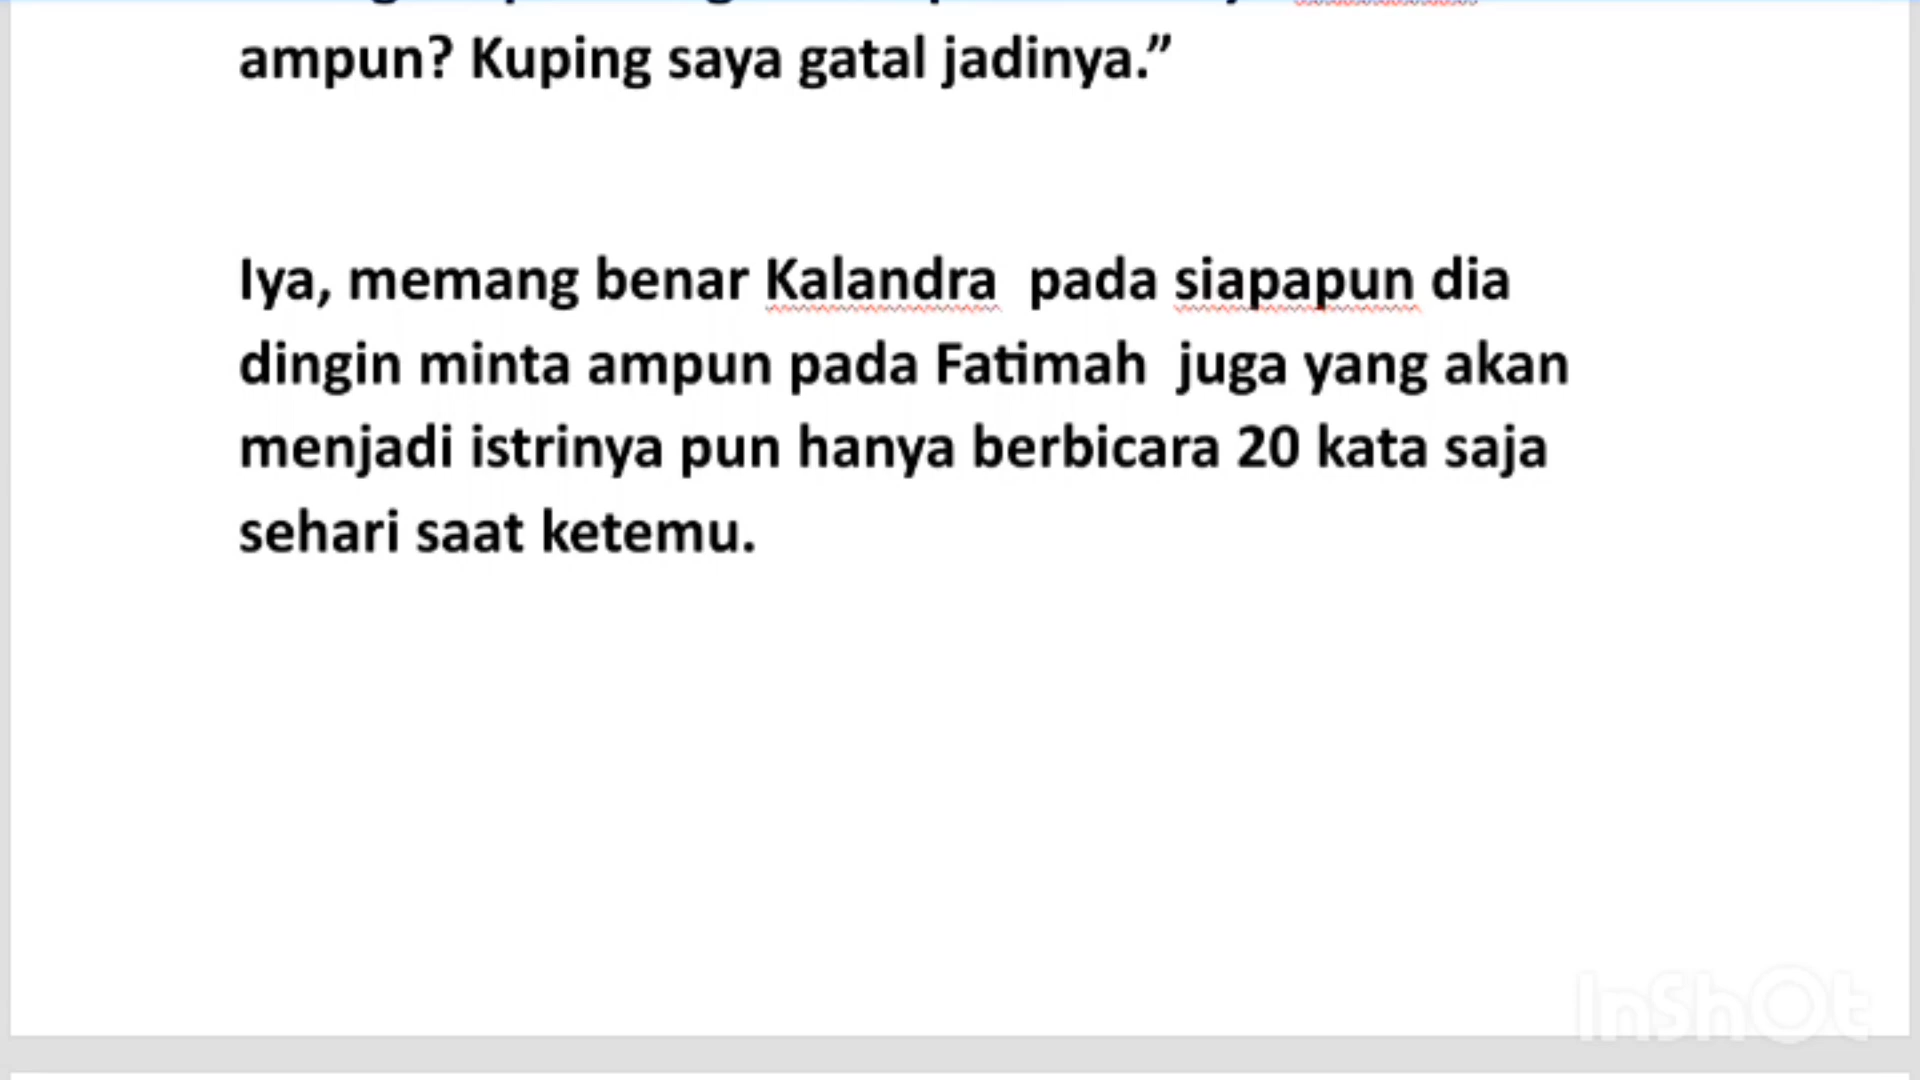 ampun? Kuping saya gatal jadinya.”
Iya, memang benar Kalandra  pada siapapun dia
dingin minta ampun pada Fatimah  juga yang akan
menjadi istrinya pun hanya berbicara 20 kata saja
sehari saat ketemu.
InShOt